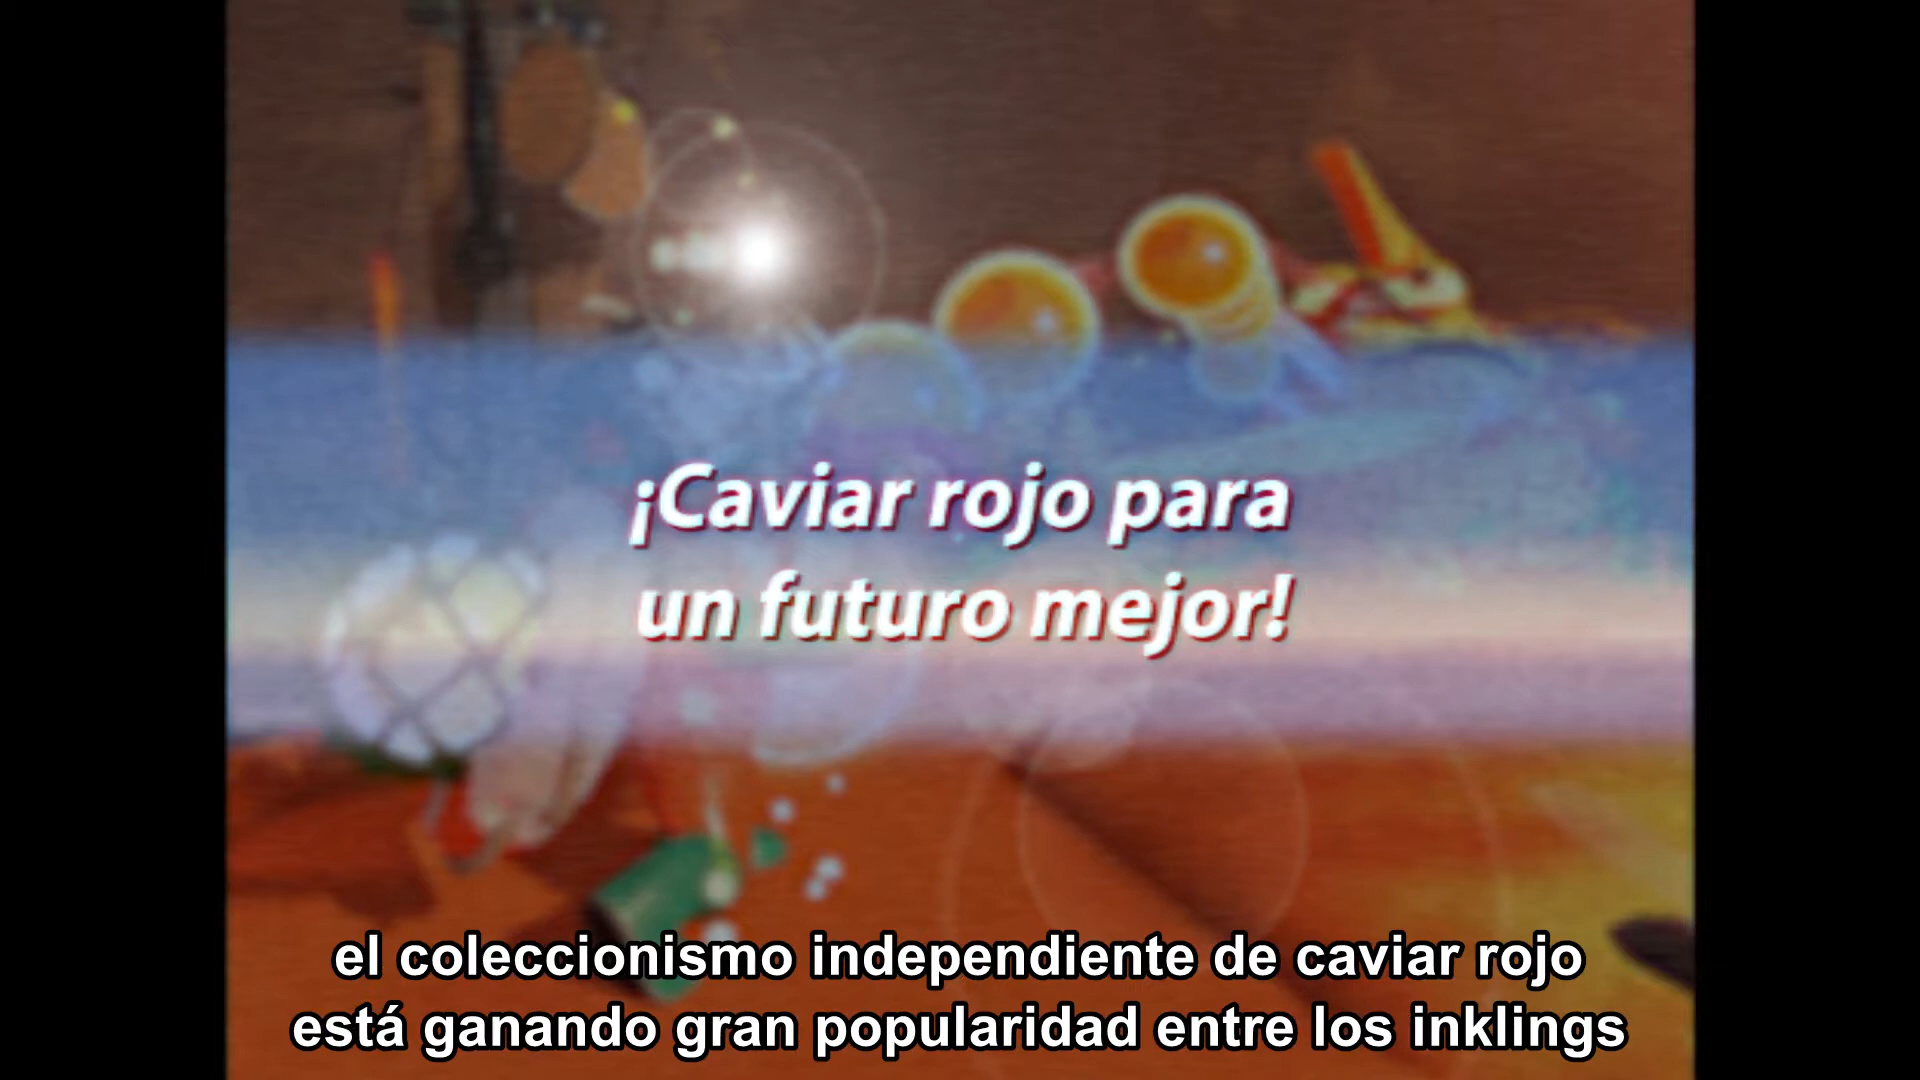 ¡Caviar rojo para
un futuro mejor!
el coleccionismo independiente de caviar rojo
está ganando gran popularidad entre los inklings